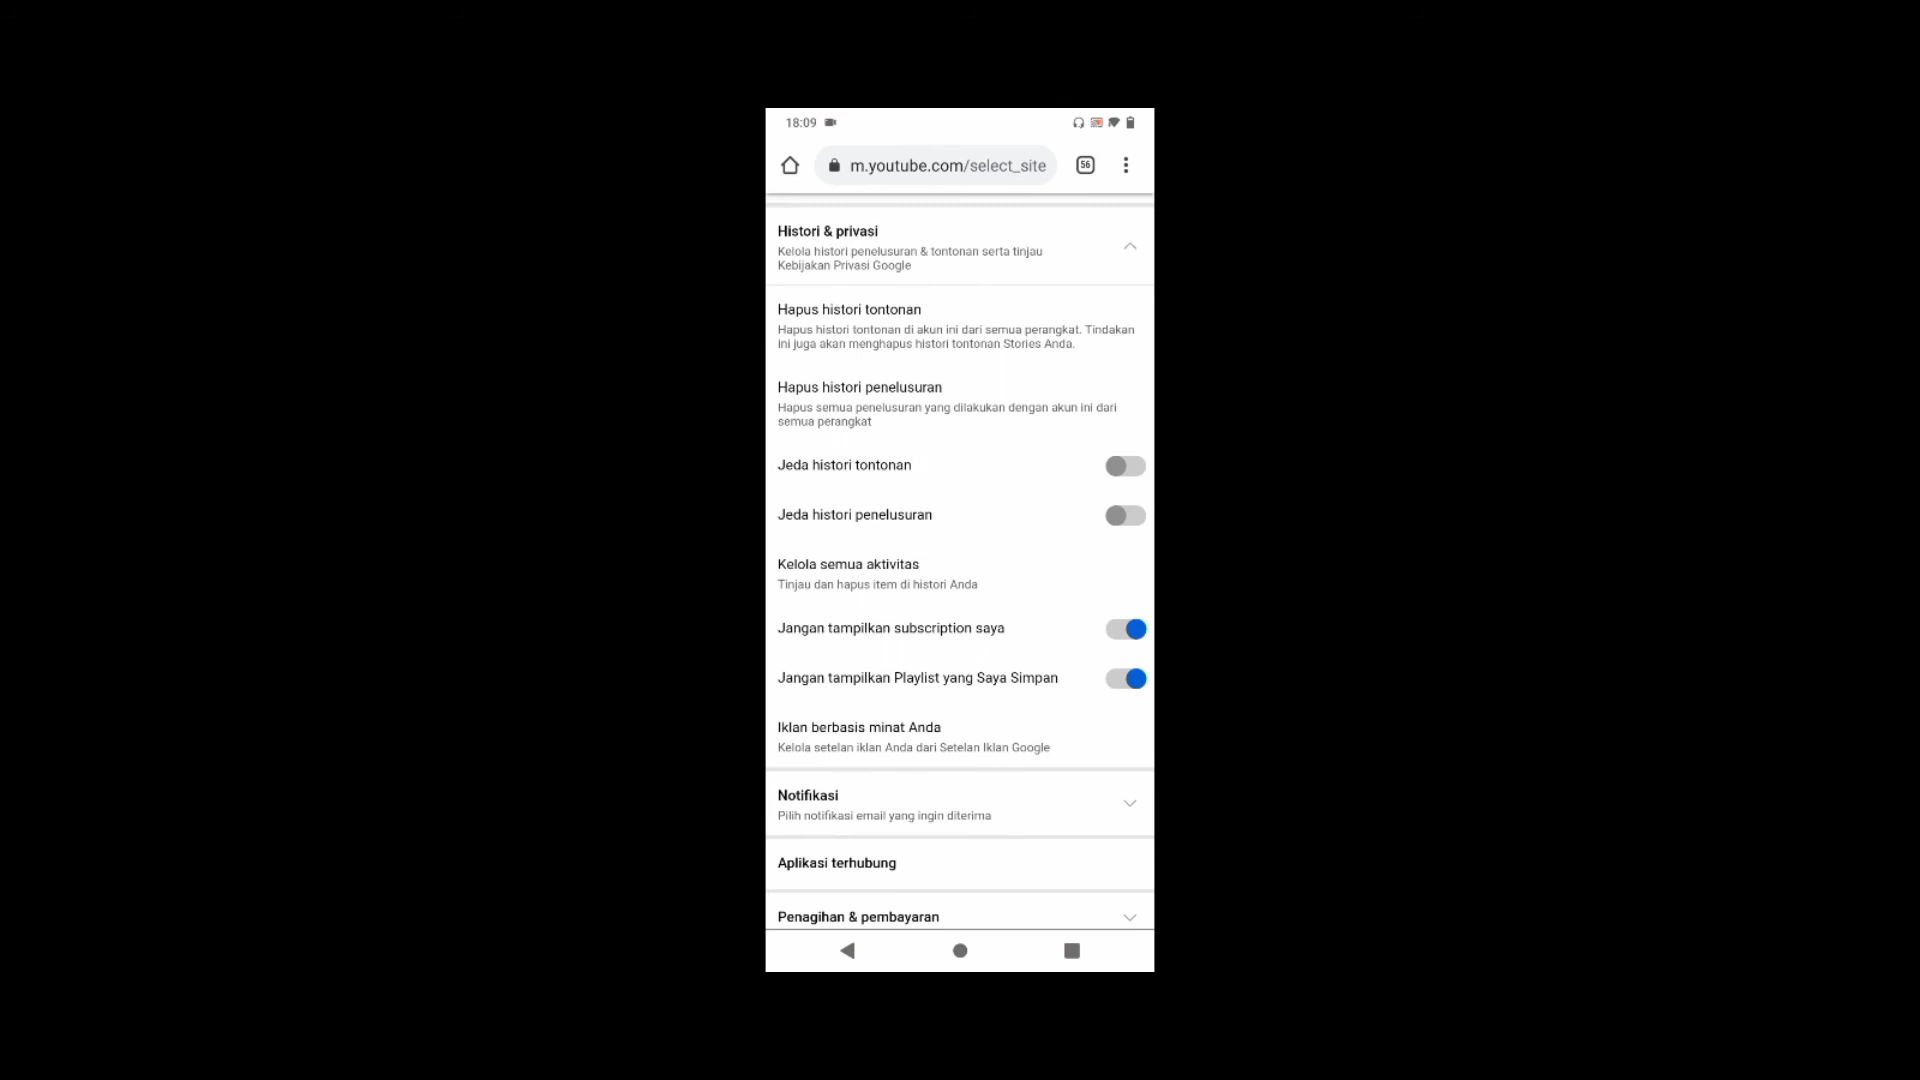 18:09
m.youtube.com/select_site
56
Histori & privasi
Kelola histori penelusuran & tontonan serta tinjau
Kebijakan Privasi Google
Hapus histori tontonan
Hapus histori tontonan di akun ini dari semua perangkat. Tindakan
ini juga akan menghapus histori tontonan Stories Anda.
Hapus histori penelusuran
Hapus semua penelusuran yang dilakukan dengan akun ini dari
semua perangkat
Jeda histori tontonan
Jeda histori penelusuran
Kelola semua aktivitas
Tinjau dan hapus item di histori Anda
Jangan tampilkan subscription saya
Jangan tampilkan Playlist yang Saya Simpan
Iklan berbasis minat Anda
Kelola setelan iklan Anda dari Setelan Iklan Google
Notifikasi
Pilih notifikasi email yang ingin diterima
Aplikasi terhubung
Penagihan & pembayaran